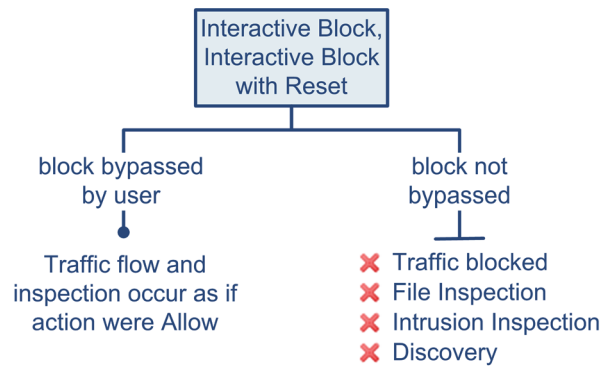 Interactive Block,
Interactive Block
with Reset
block bypassed
by user
Traffic flow and
inspection occur as if
action were Allow
block not
bypassed
Traffic blocked
File Inspection
Intrusion Inspection
Discovery